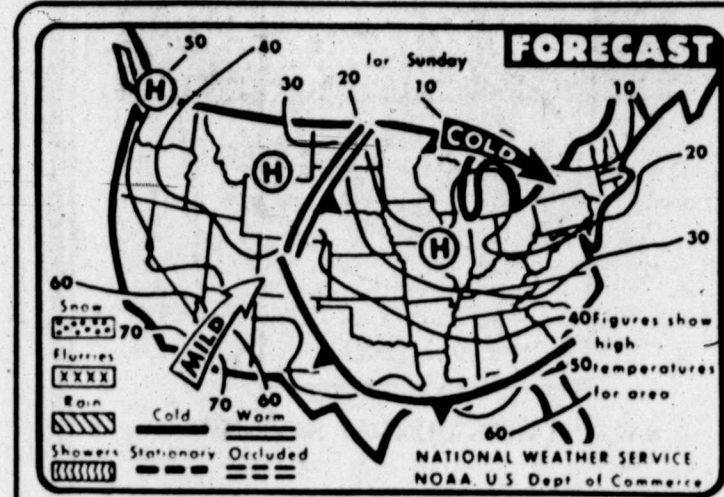 FORECAST
for Sunday
50
40
30
20
10
10
H
COLD
20
H
H
30
60
Snow
70
MILD
40 Figures show
high
Flurries
XXXX
50 temperatures
for area
Rain
70
60
Cold
Warm
60
Showers
Stationary
Occluded
NATIONAL WEATHER SERVICE
NOAA, U S Dept of Commerce